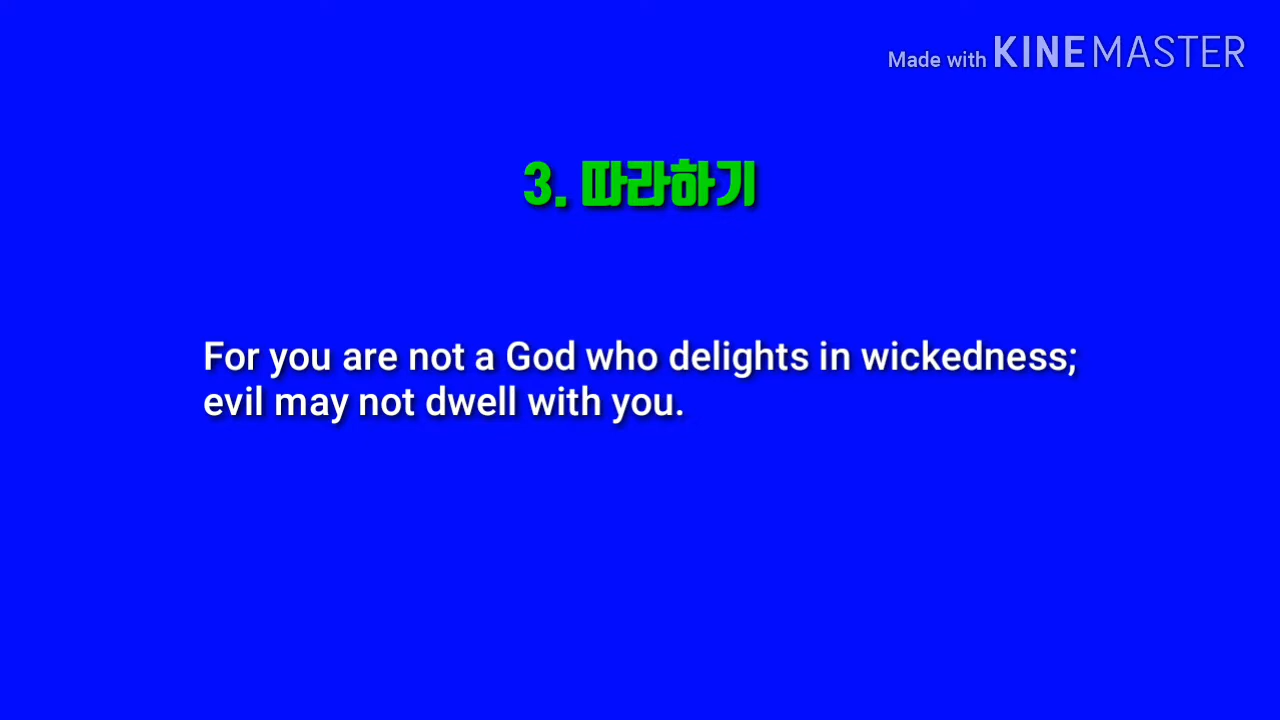 Made with KINEMASTER
3. 따라하기
For you are not a God who delights in wickedness;
evil may not dwell with you.